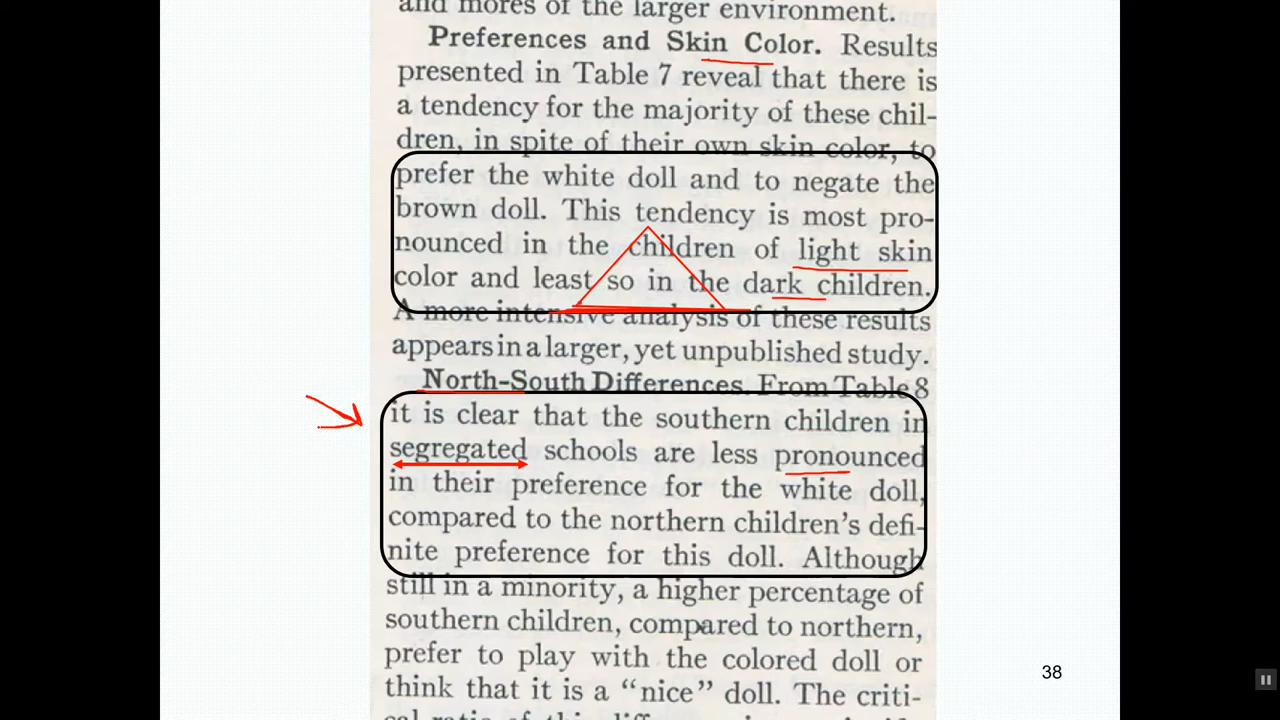 and mores of the larger environment.
Preferences and Skin Color. Results
presented in Table 7 reveal that there is
a tendency for the majority of these chil-
dren, in spite of their own skin color, to
prefer the white doll and to negate the
brown doll. This tendency is most pro-
nounced in the children of light skin
color and least so in the dark children.
A more intensive analysis of these results
appears in a larger, yet unpublished study.
North-South Differences. From Table 8
it is clear that the southern children in
segregated schools are less pronounced
in their preference for the white doll,
compared to the northern children's defi-
nite preference for this doll. Although
still in a minority, a higher percentage of
southern children, compared to northern,
prefer to play with the colored doll or
think that it is a "nice" doll. The criti-
cal ratio of this
38